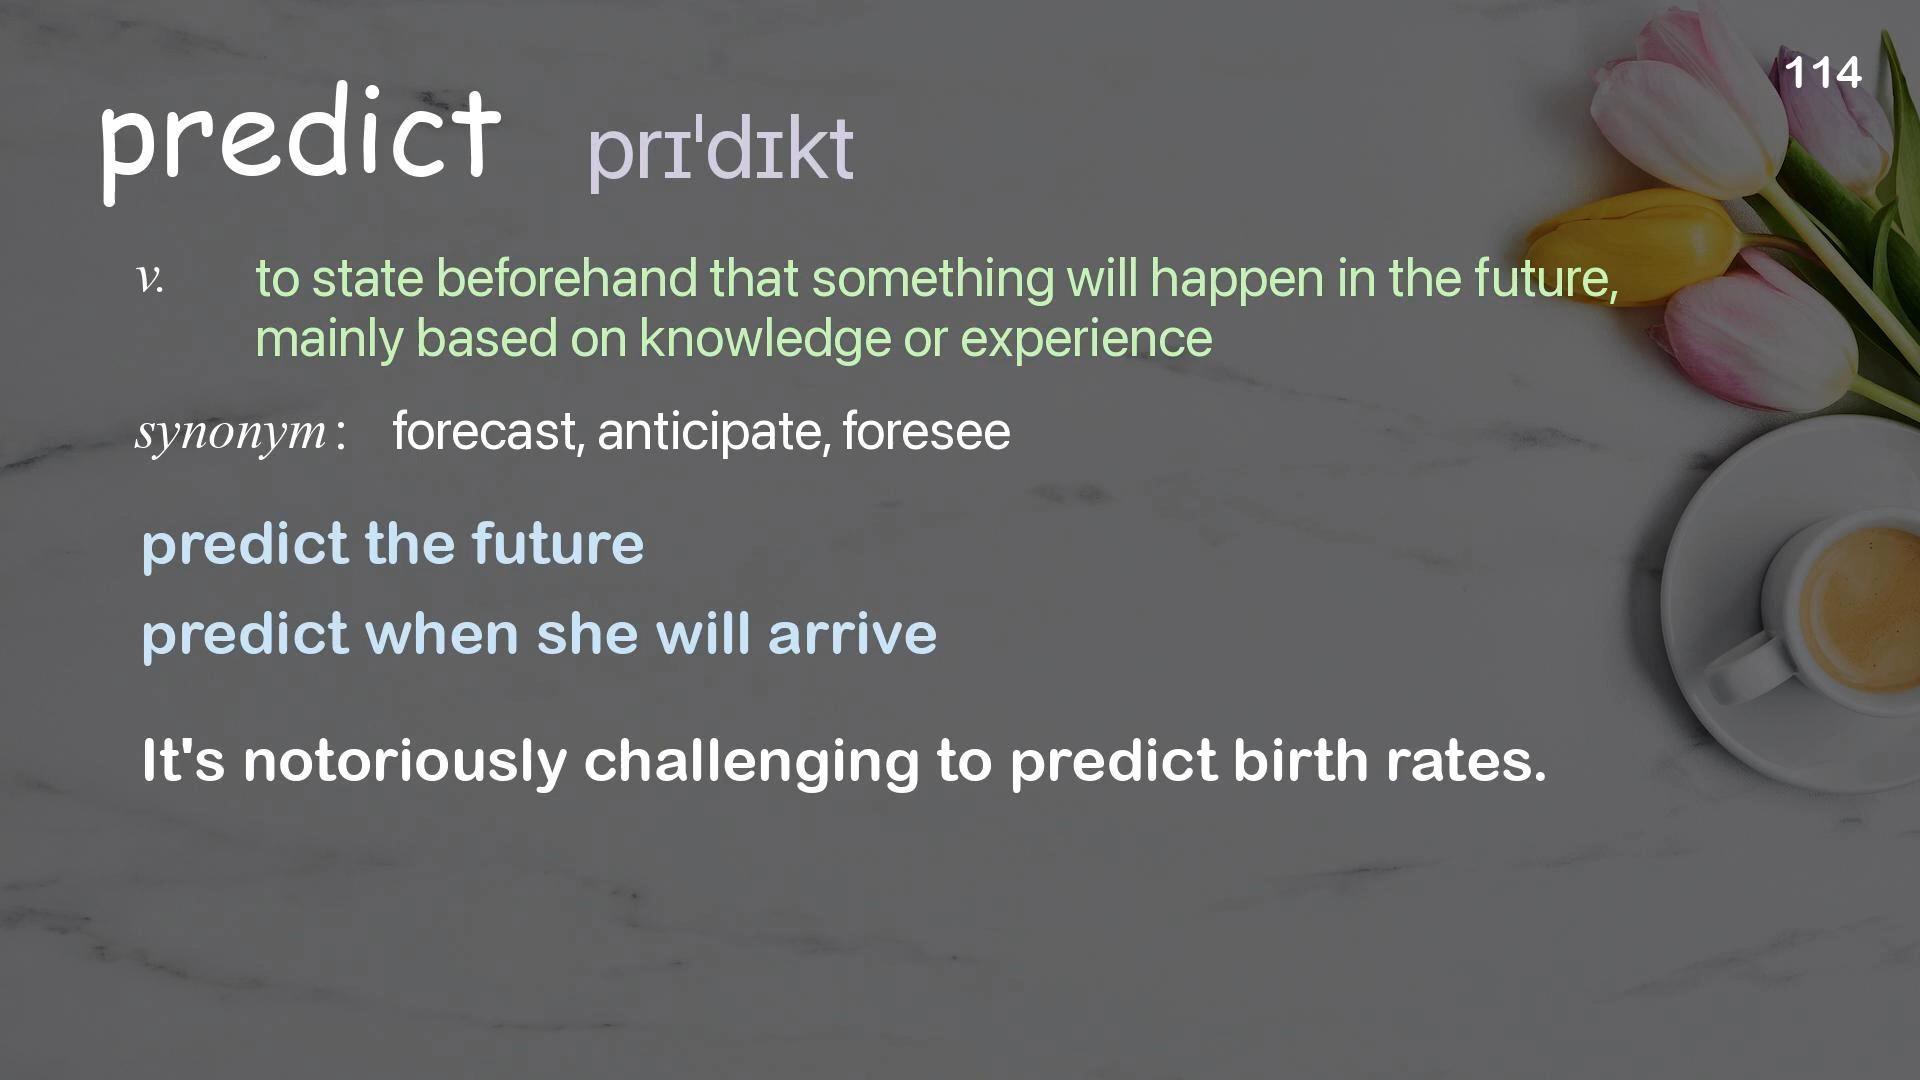 114
predict prɪˈdɪkt
v. to state beforehand that something will happen in the future,
mainly based on knowledge or experience
synonym : forecast, anticipate, foresee
predict the future
predict when she will arrive
It's notoriously challenging to predict birth rates.